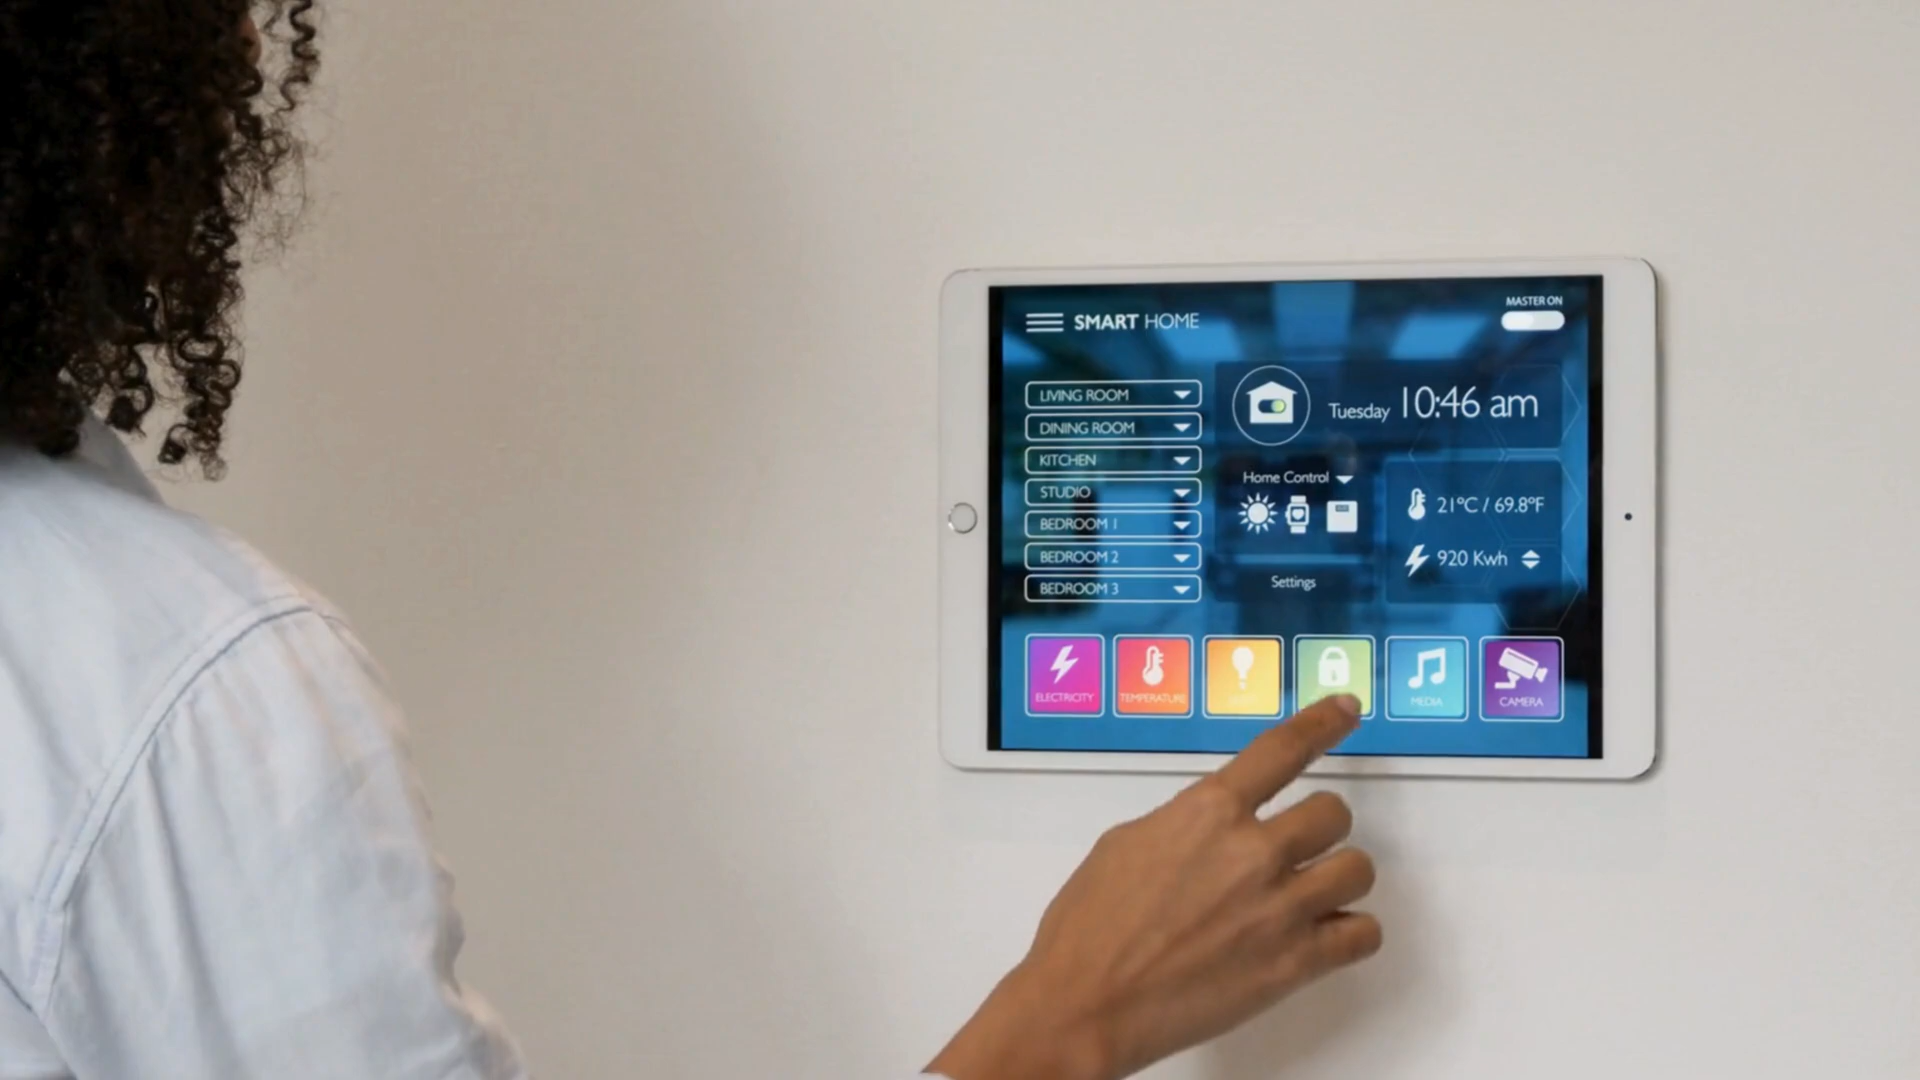 MASTER ON
SMART HOME
LIVING ROOM
DINING ROOM
KITCHEN
STUDIO
BEDROOM 1
BEDROOM 2
BEDROOM 3
Tuesday 10:46 am
Home Control
21°C / 69.8°F
920 Kwh
Settings
ELECTRICITY
TEMPERATURE
MEDIA
CAMERA